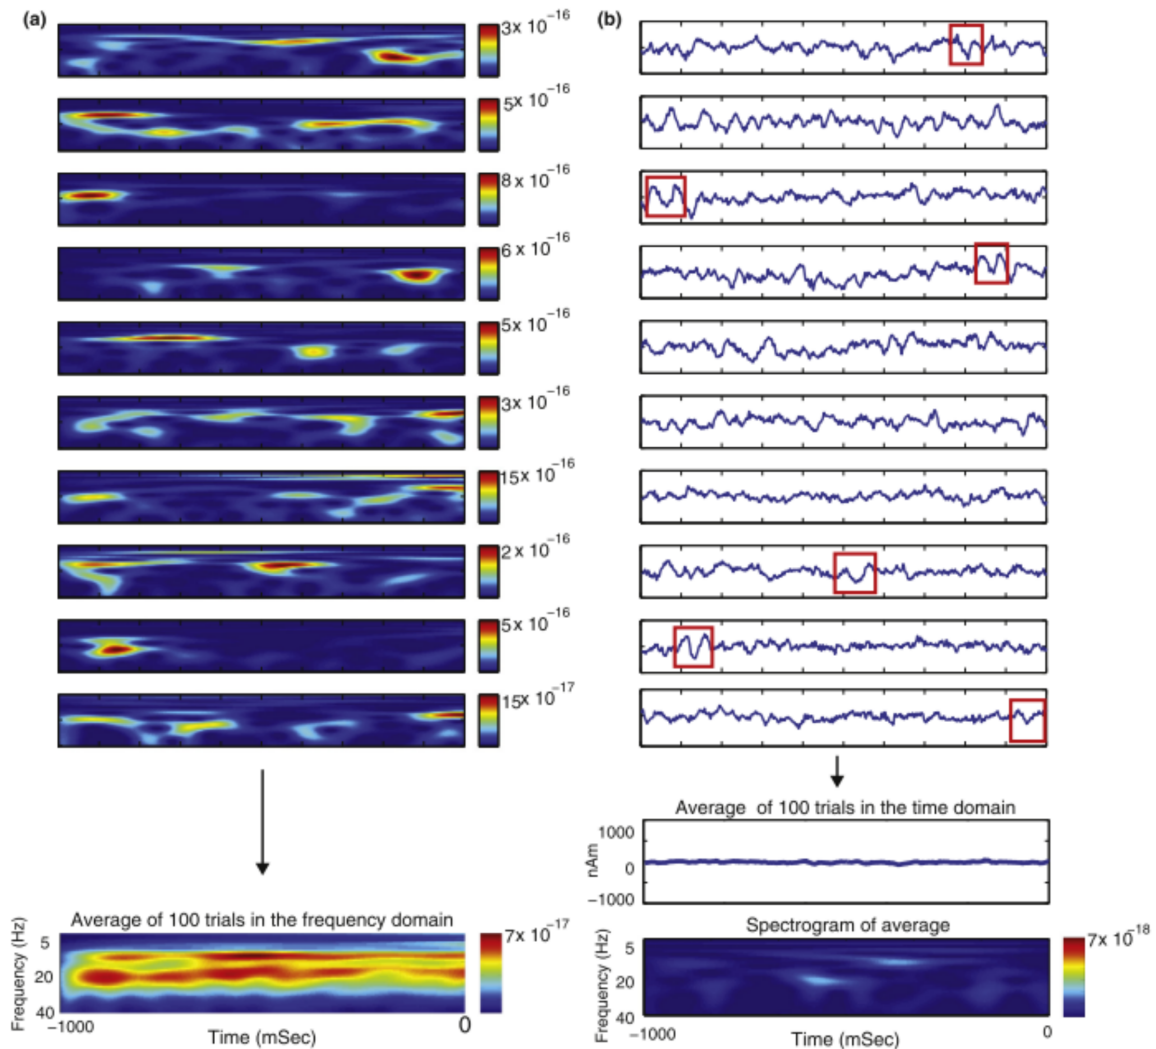 (a)
(b)
3x 10−16
5x 10−16
8x 10−16
6 x 10−16
5x 10−16
3x 10−16
15x 10−16
2x 10−16
5x 10−16
15x 10−17
Average of 100 trials in the time domain
1000
nAm
0
−1000
Average of 100 trials in the frequency domain
7x 10−17
Frequency (Hz)
5
20
40
−1000
0
Time (mSec)
Spectrogram of average
7x 10−18
Frequency (Hz)
5
20
40
−1000
0
Time (mSec)